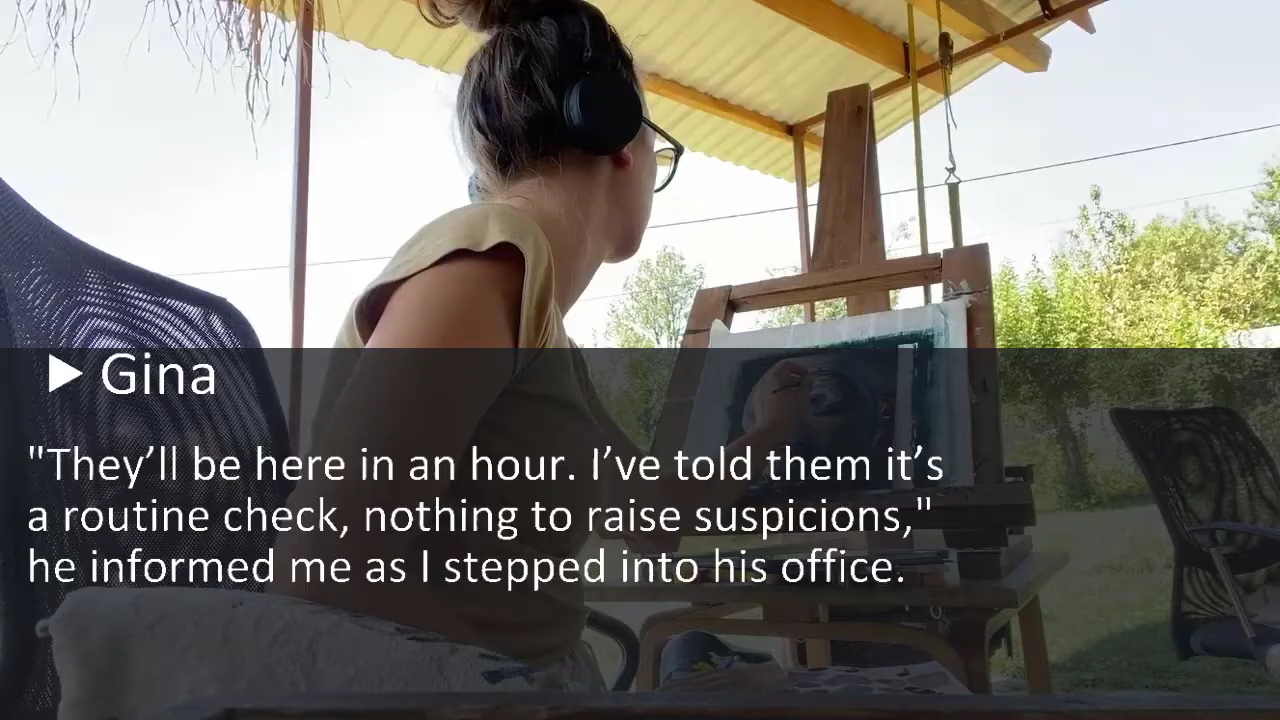 ▶ Gina
"They’ll be here in an hour. I’ve told them it’s
a routine check, nothing to raise suspicions,"
he informed me as I stepped into his office.